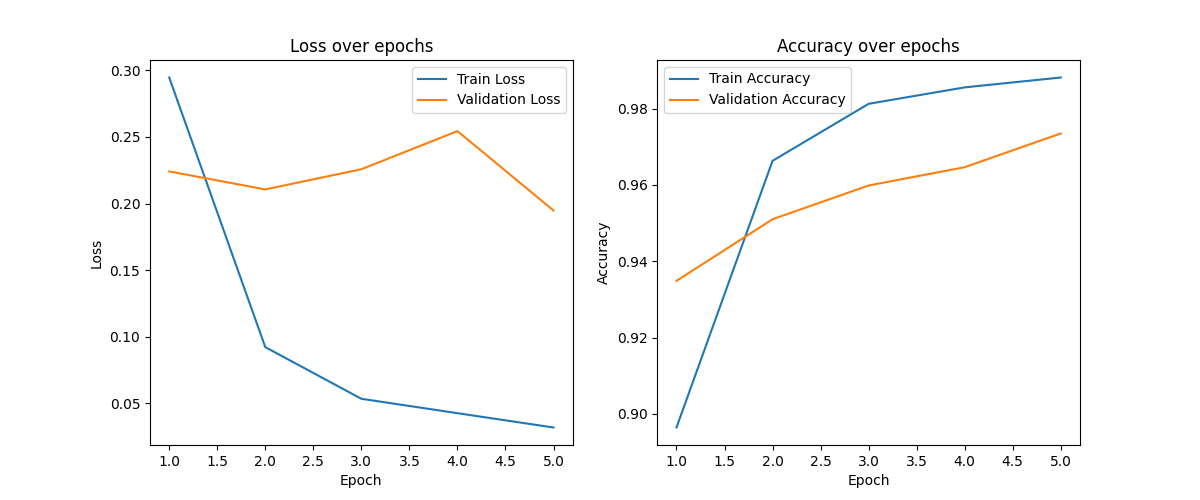 Loss over epochs
0.30
0.25
0.20
0.15
0.10
0.05
Loss
Train Loss
Validation Loss
1.0 1.5 2.0 2.5 3.0 3.5 4.0 4.5 5.0
Epoch
Accuracy over epochs
0.98
0.96
0.94
0.92
0.90
Accuracy
Train Accuracy
Validation Accuracy
1.0 1.5 2.0 2.5 3.0 3.5 4.0 4.5 5.0
Epoch